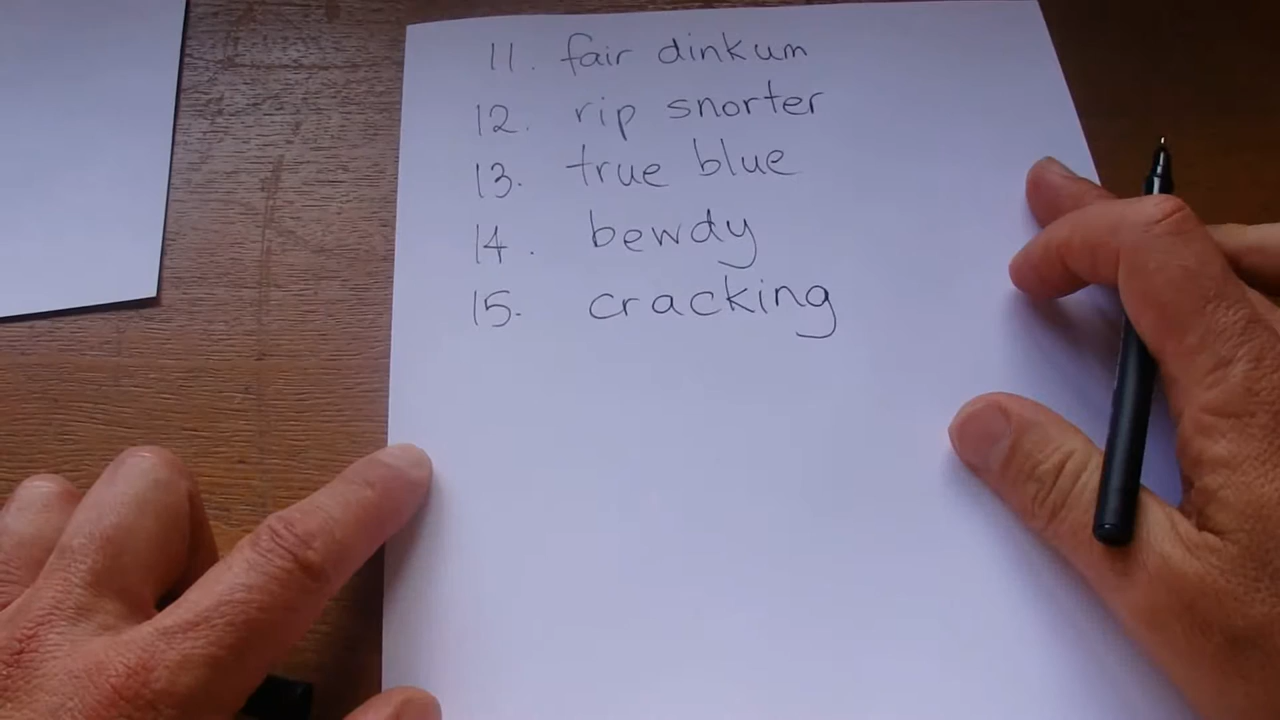 11. fair dinkum
12. rip snorter
13. true blue
14. bewdy
15. cracking